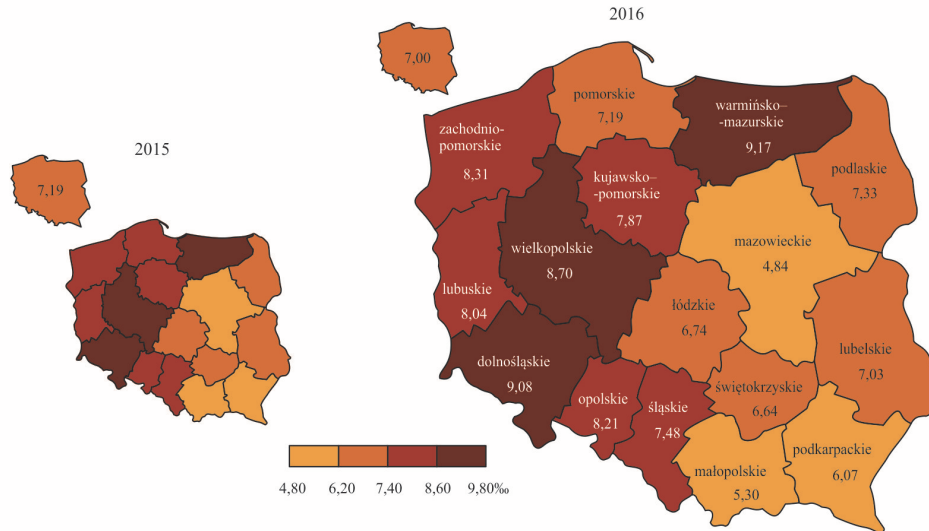 2016
7,00
2015
7,19
zachodnio-
pomorskie
8,31
pomorskie
7,19
warmińsko–
-mazurskie
9,17
podlaskie
7,33
kujawsko–
-pomorskie
7,87
mazowieckie
4,84
wielkopolskie
8,70
lubuskie
8,04
łódzkie
6,74
lubelskie
7,03
dolnośląskie
9,08
opolskie
8,21
śląskie
7,48
świętokrzyskie
6,64
małopolskie
5,30
podkarpackie
6,07
4,80 6,20 7,40 8,60 9,80‰